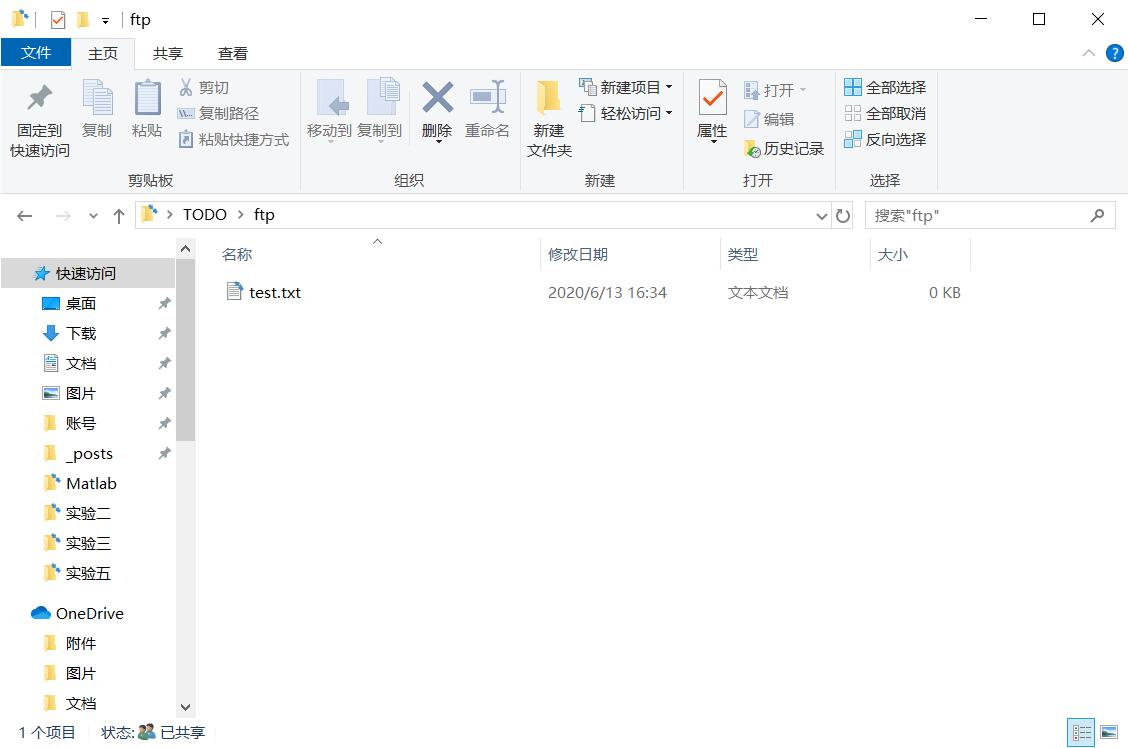 ftp
文件 主页 共享 查看
固定到
快速访问
复制
粘贴
剪切
复制路径
粘贴快捷方式
剪贴板
移动到
复制到
删除
重命名
组织
新建
文件夹
新建项目
轻松访问
新建
属性
打开
编辑
历史记录
打开
全部选择
全部取消
反向选择
选择
TODO ftp
搜索"ftp"
名称 修改日期 类型 大小
test.txt 2020/6/13 16:34 文本文档 0 KB
快速访问
桌面
下载
文档
图片
账号
_posts
Matlab
实验二
实验三
实验五
OneDrive
附件
图片
文档
1 个项目 状态: 已共享